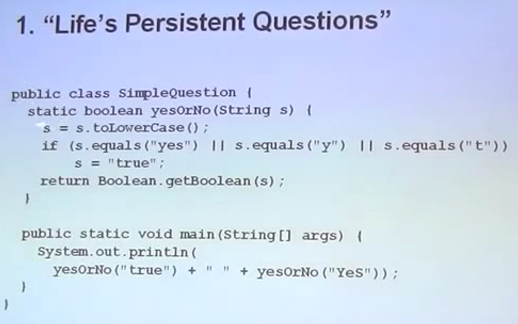 1. “Life’s Persistent Questions”
public class SimpleQuestion {
static boolean yesOrNo(String s) {
s = s.toLowerCase();
if (s.equals("yes") || s.equals("y") || s.equals("t"))
s = "true";
return Boolean.getBoolean(s);
}
public static void main(String[] args) {
System.out.println(
yesOrNo("true") + " " + yesOrNo("YeS"));
}
}